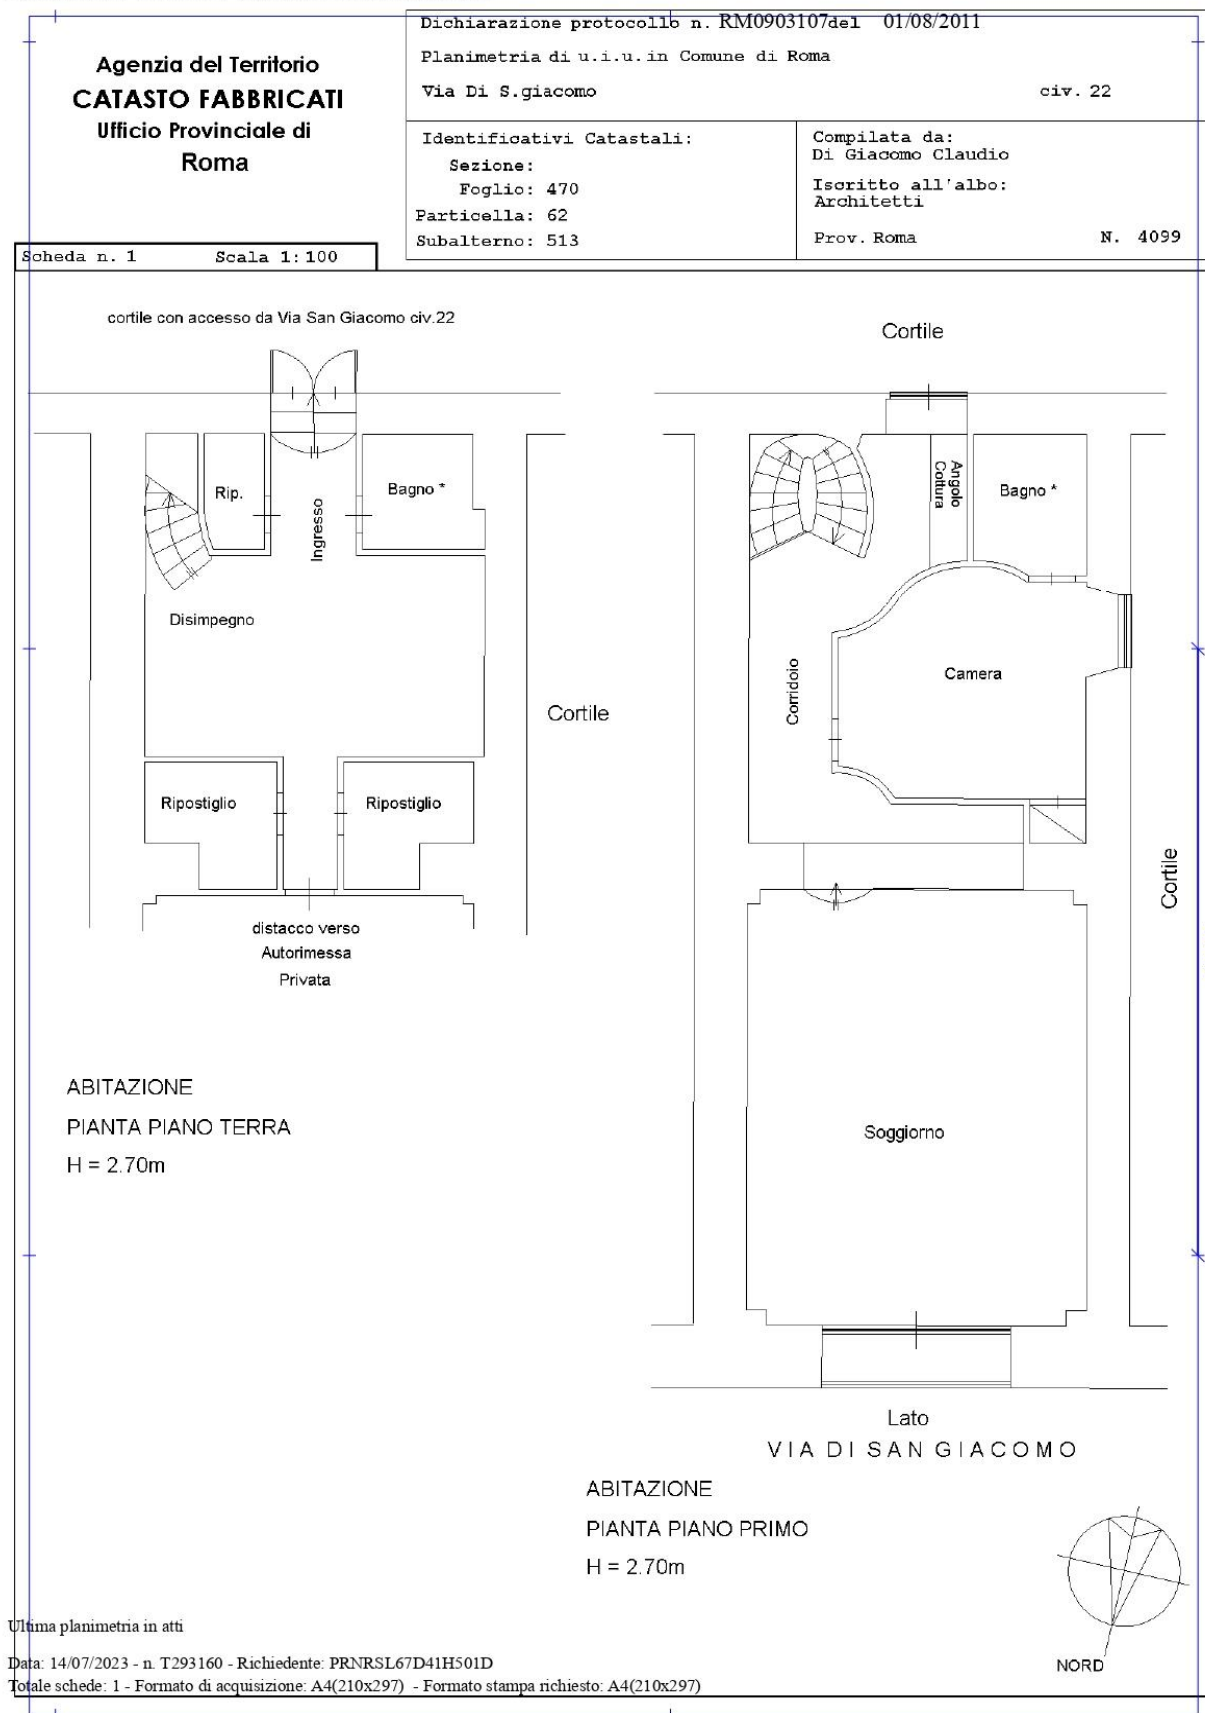 Agenzia del Territorio
CATASTO FABBRICATI
Ufficio Provinciale di
Roma
Dichiarazione protocollo n. RM0903107del 01/08/2011
Planimetria di u.i.u. in Comune di Roma
Via Di S.giacomo civ. 22
Identificativi Catastali:
Sezione:
Foglio: 470
Particella: 62
Subalterno: 513
Compilata da:
Di Giacomo Claudio
Iscritto all'albo:
Architetti
Prov. Roma N. 4099
Scheda n. 1 Scala 1:100
cortile con accesso da Via San Giacomo civ.22
Rip.
Ingresso
Bagno *
Disimpegno
Ripostiglio
Ripostiglio
distacco verso
Autorimessa
Privata
Cortile
ABITAZIONE
PIANTA PIANO TERRA
H = 2.70m
Cortile
Angolo
Cottura
Bagno *
Corridoio
Camera
Cortile
Soggiorno
Lato
VIA DI SAN GIACOMO
ABITAZIONE
PIANTA PIANO PRIMO
H = 2.70m
NORD
Ultima planimetria in atti
Data: 14/07/2023 - n. T293160 - Richiedente: PRNRSL67D41H501D
Totale schede: 1 - Formato di acquisizione: A4(210x297) - Formato stampa richiesto: A4(210x297)